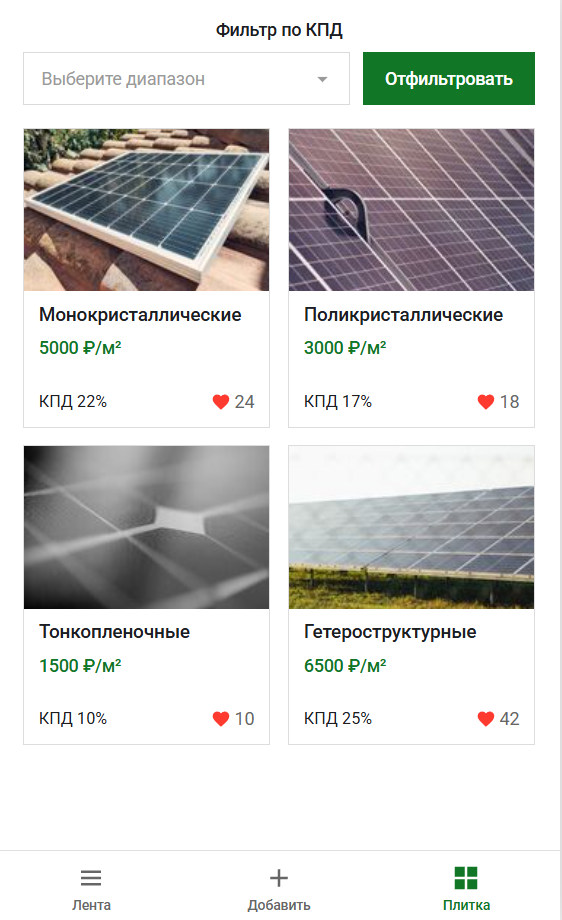 Фильтр по КПД
Выберите диапазон
Отфильтровать
Монокристаллические
5000 ₽/м²
КПД 22%
24
Поликристаллические
3000 ₽/м²
КПД 17%
18
Тонкопленочные
1500 ₽/м²
КПД 10%
10
Гетероструктурные
6500 ₽/м²
КПД 25%
42
Лента
Добавить
Плитка